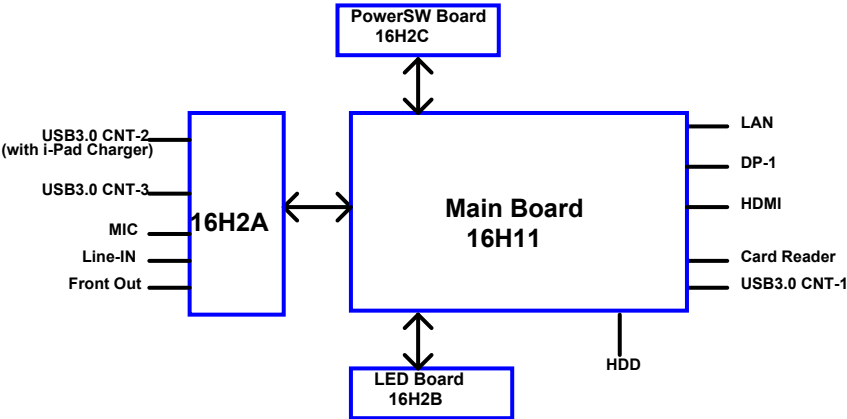 PowerSW Board
16H2C
USB3.0 CNT-2
(with i-Pad Charger)
USB3.0 CNT-3
MIC
Line-IN
Front Out
16H2A
Main Board
16H11
LAN
DP-1
HDMI
Card Reader
USB3.0 CNT-1
HDD
LED Board
16H2B